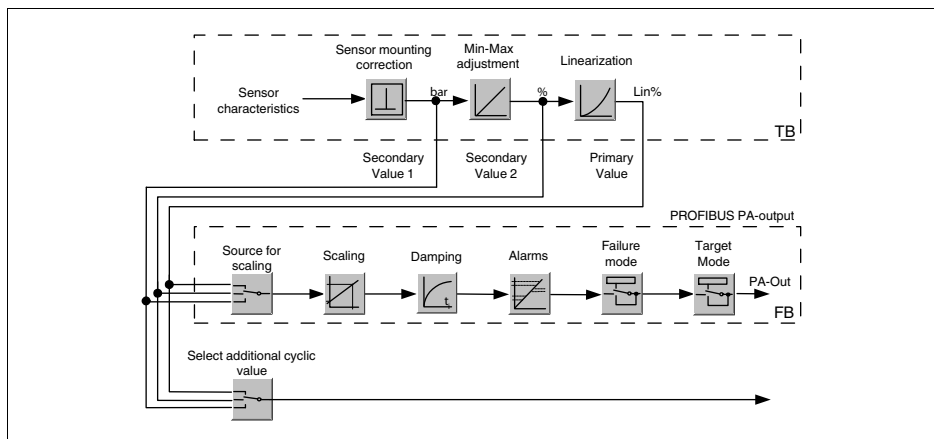 Sensor mounting
correction
Min-Max
adjustment
Linearization
Sensor
characteristics
bar
%
Lin%
TB
Secondary
Value 1
Secondary
Value 2
Primary
Value
PROFIBUS PA-output
Source for
scaling
Scaling
Damping
Alarms
Failure
mode
Target
Mode
t
PA-Out
FB
Select additional cyclic
value